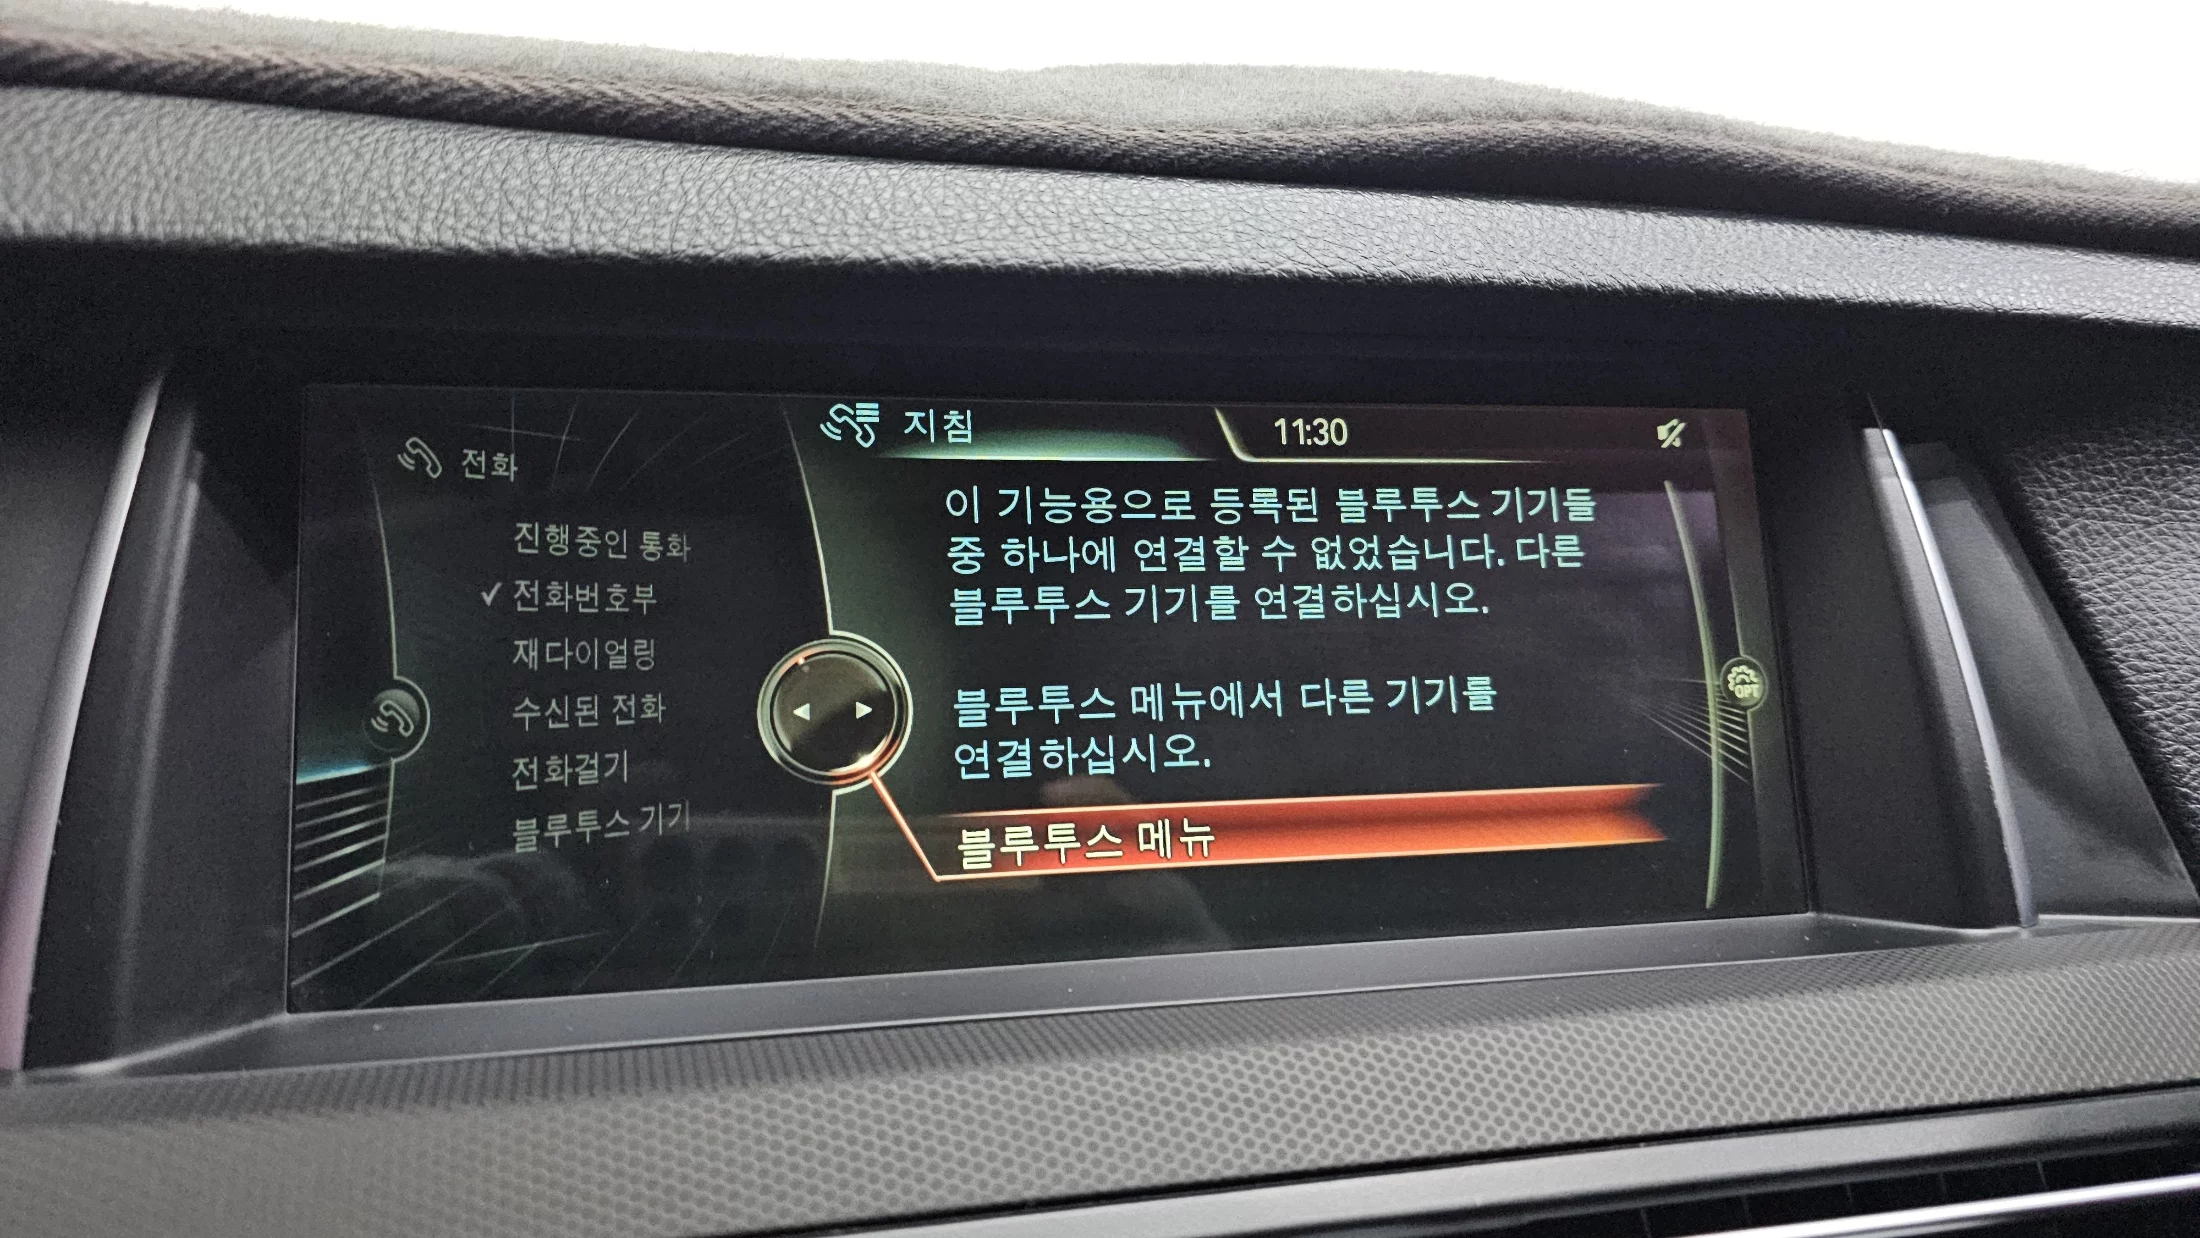 전화
진행중인 통화
전화번호부
재다이얼링
수신된 전화
전화걸기
블루투스 기기
지침
11:30
이 기능용으로 등록된 블루투스 기기들
중 하나에 연결할 수 없었습니다. 다른
블루투스 기기를 연결하십시오.
블루투스 메뉴에서 다른 기기를
연결하십시오.
블루투스 메뉴
OPT